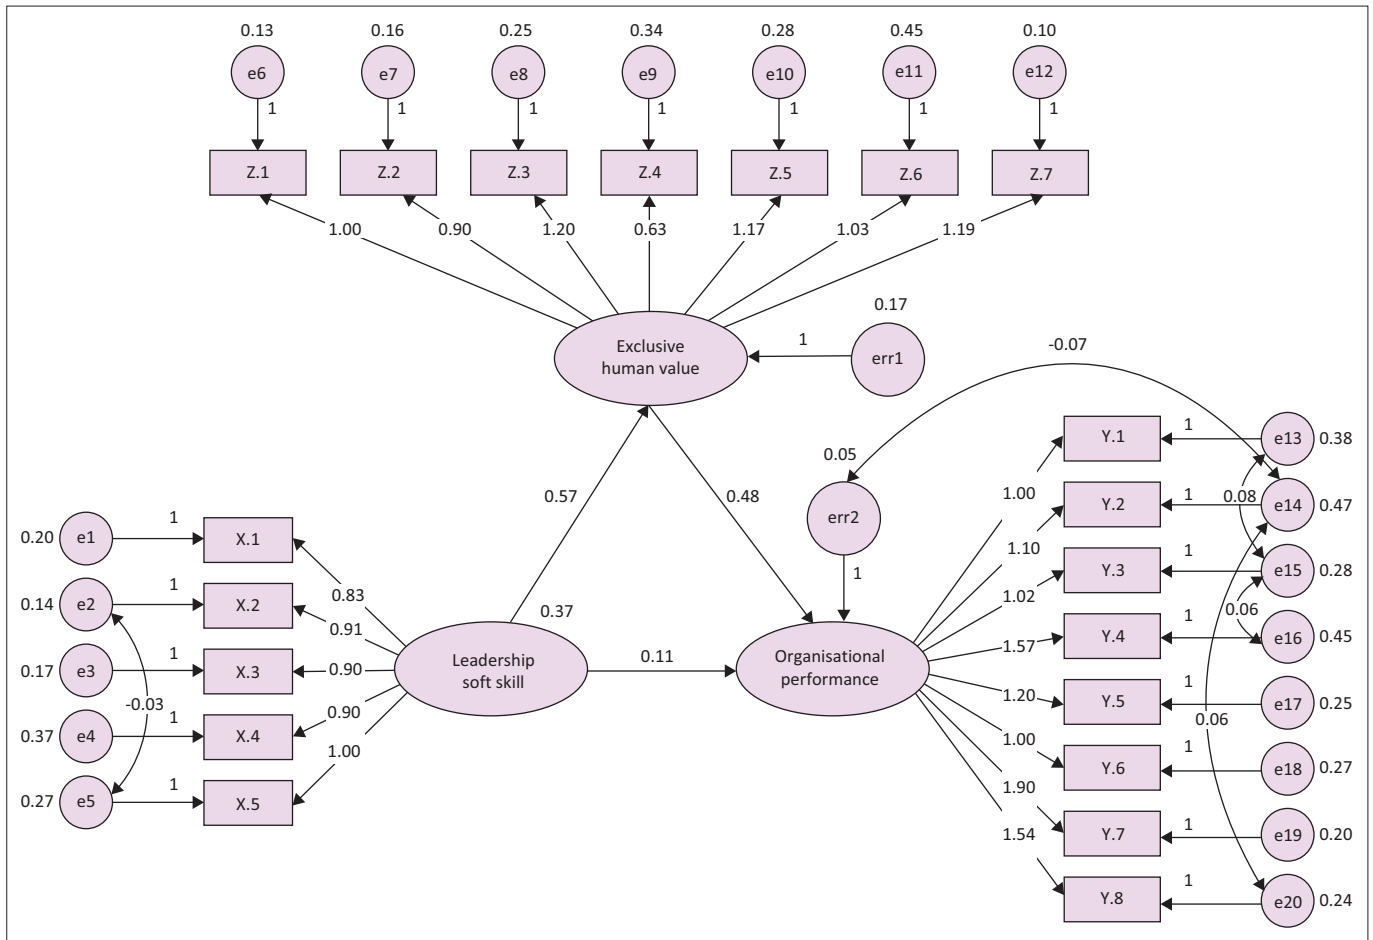 0.13 0.16 0.25 0.34 0.28 0.45 0.10
e6 e7 e8 e9 e10 e11 e12
1 1 1 1 1 1 1
Z.1 Z.2 Z.3 Z.4 Z.5 Z.6 Z.7
1.00 0.90 1.20 0.63 1.17 1.03 1.19
0.17
Exclusive
human value
1
err1
-0.07
0.05
err2
1
0.57
0.48
0.20 e1 1 X.1
0.14 e2 1 X.2
0.17 e3 1 X.3
-0.03
0.37 e4 1 X.4
0.27 e5 1 X.5
0.83
0.91
0.90
0.90
1.00
0.37
Leadership
soft skill
0.11
Organisational
performance
1.00
1.10
1.02
1.57
1.20
1.00
1.90
1.54
Y.1 1 e13 0.38
Y.2 1 0.08 e14 0.47
Y.3 1 e15 0.28
0.06
Y.4 1 e16 0.45
Y.5 1 e17 0.25
0.06
Y.6 1 e18 0.27
Y.7 1 e19 0.20
Y.8 1 e20 0.24